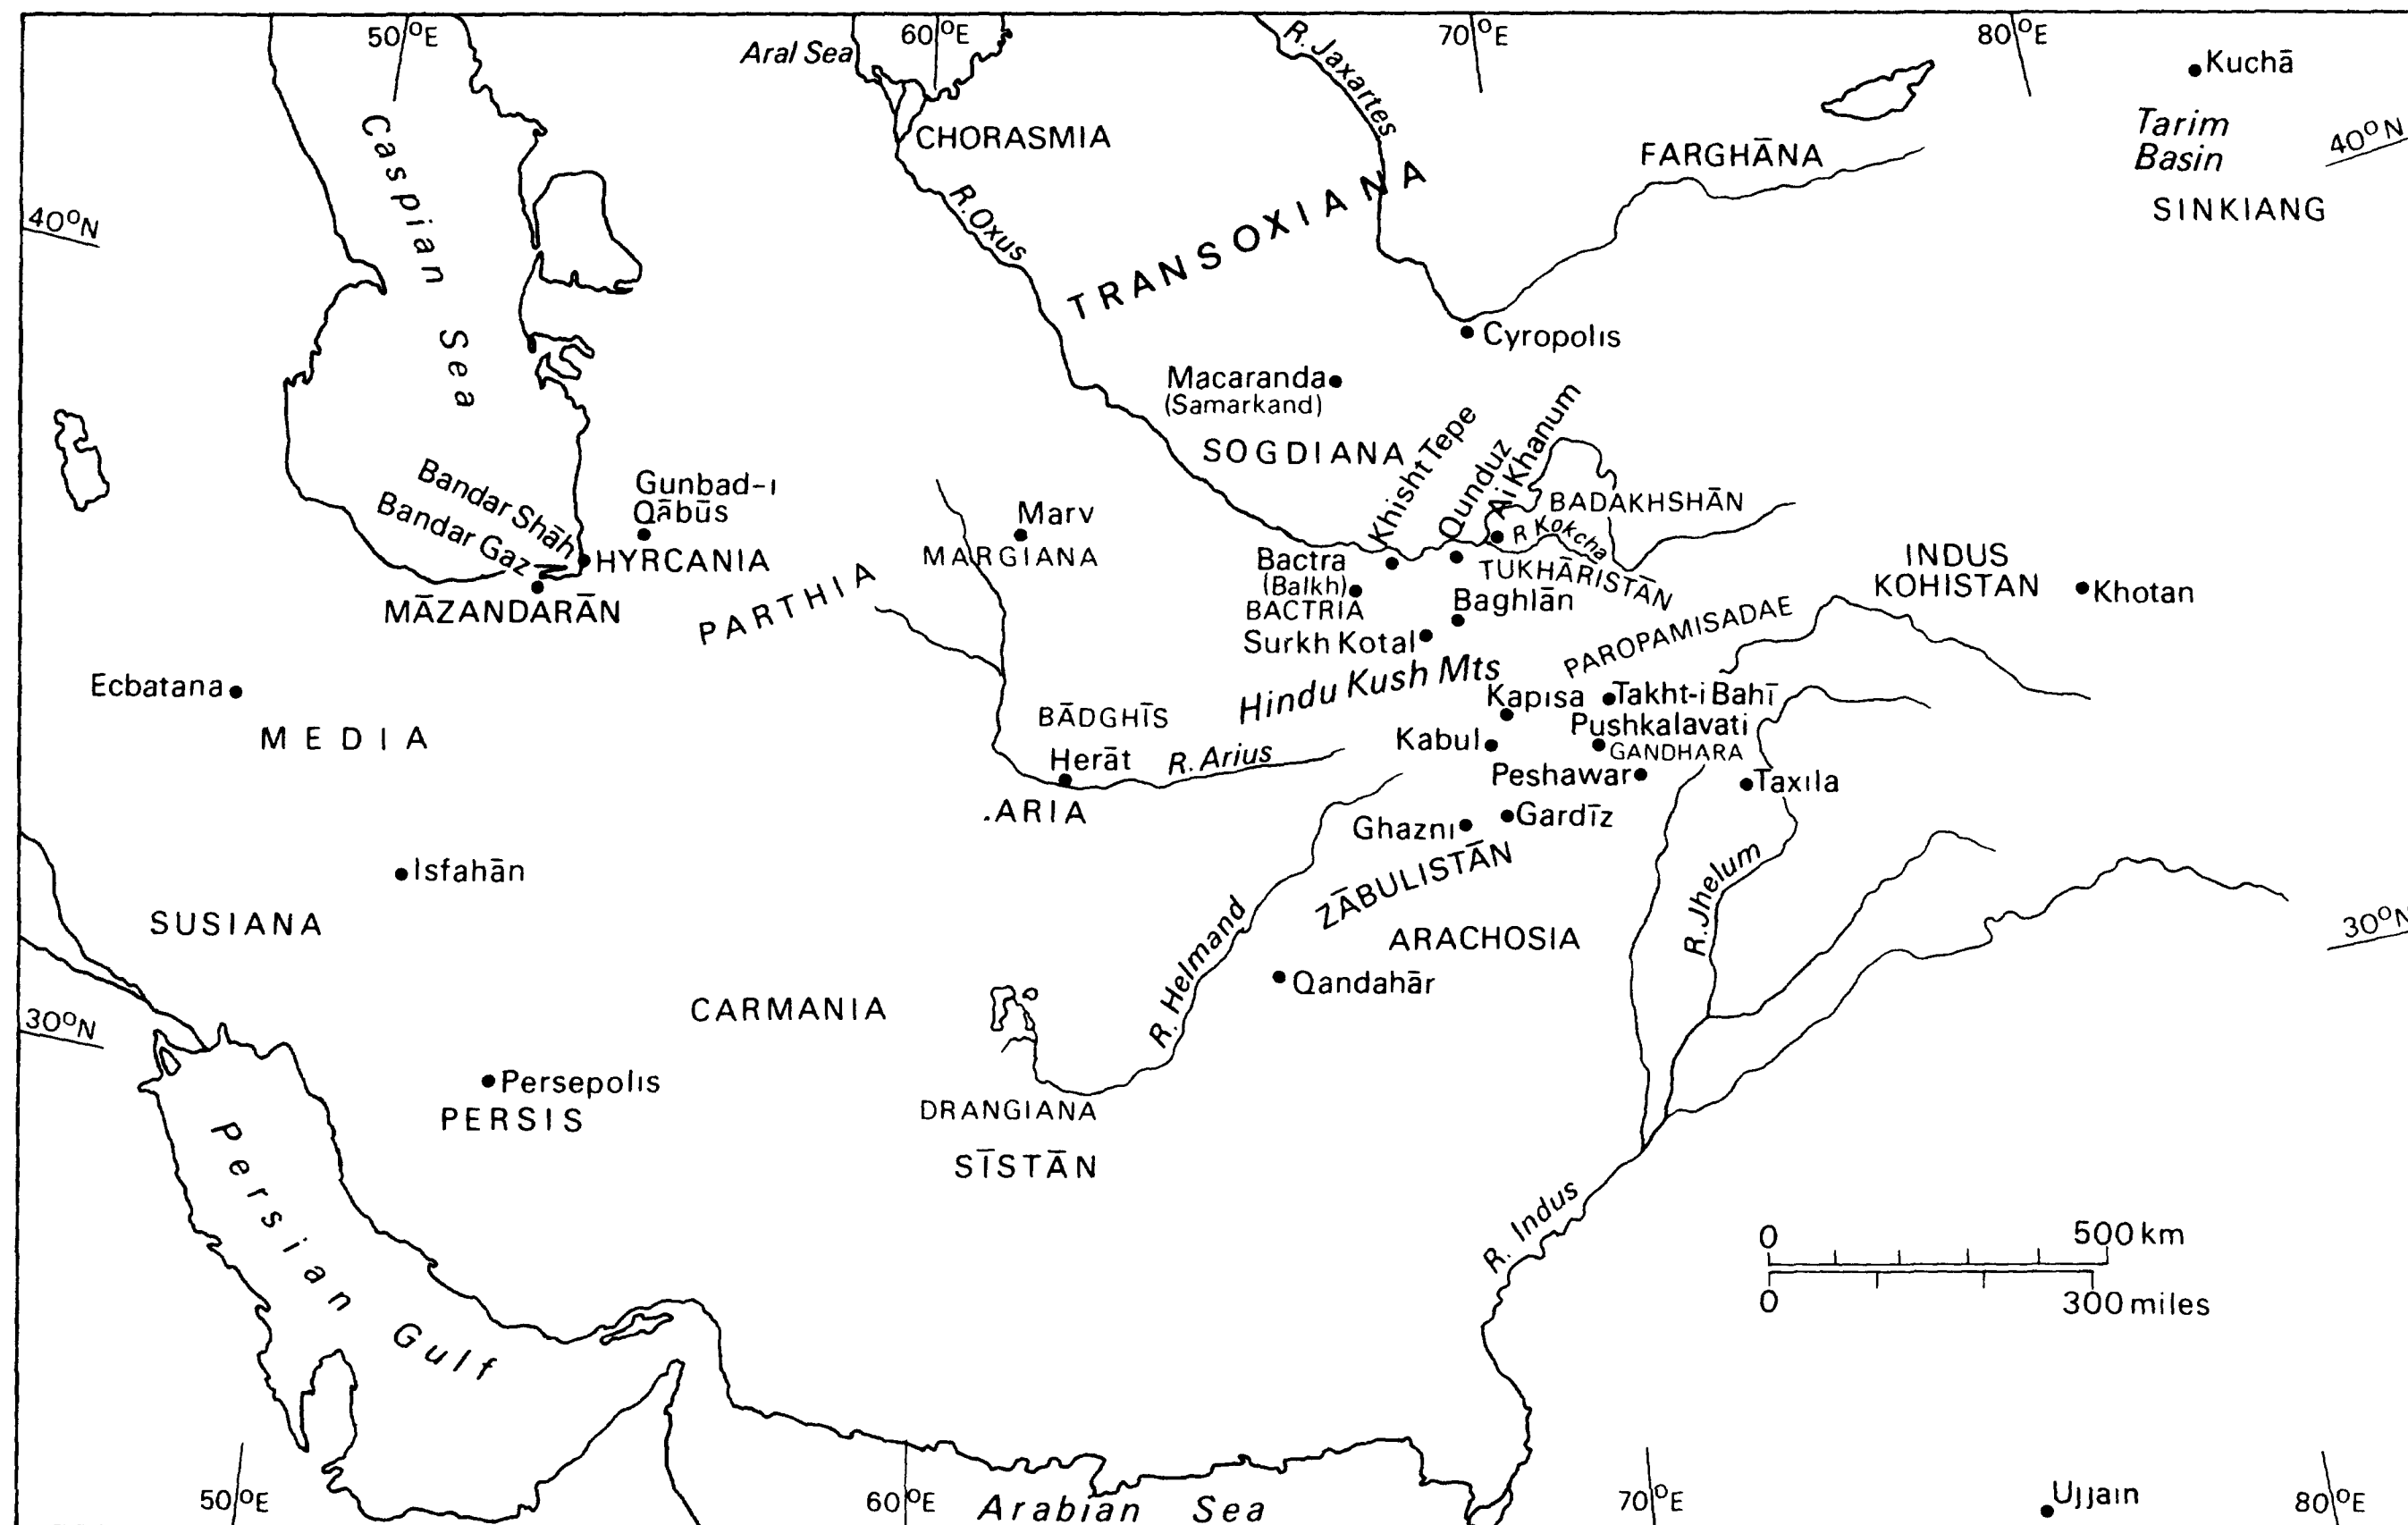 50°E
Aral Sea
60°E
R. Jaxartes
70°E
80°E
Kuchā
Tarim
Basin
40°N
SINKIANG
Caspian Sea
CHORASMIA
FARGHĀNA
40°N
R.Oxus
TRANSOXIANA
Cyropolis
Macaranda
(Samarkand)
SOGDIANA
Khisht Tepe
Qunduz
Ai Khanum
BADAKHSHĀN
R Kokcha
Bandar Shāh
Bandar Gaz
Gunbad-ı
Qābūs
HYRCANIA
MĀZANDARĀN
PARTHIA
Marv
MARGIANA
Bactra
(Balkh)
BACTRIA
TUKHĀRISTĀN
Baghlān
Surkh Kotal
INDUS
KOHISTAN
Khotan
PAROPAMISADAE
Hindu Kush Mts
Ecbatana
MEDIA
BĀDGHĪS
Herāt
R. Arius
ARIA
Kapısa
Takht-i Bahī
Pushkalavati
Kabul
GANDHARA
Peshawar
Taxıla
Ghaznı
Gardīz
ZĀBULISTĀN
R. Jhelum
Isfahān
SUSIANA
ARACHOSIA
30°N
R. Helmand
Qandahār
CARMANIA
30°N
Persepolıs
PERSIS
DRANGIANA
SĪSTĀN
Persian Gulf
R. Indus
0 500 km
0 300 miles
50°E
60°E
Arabian Sea
70°E
Ujjaın
80°E